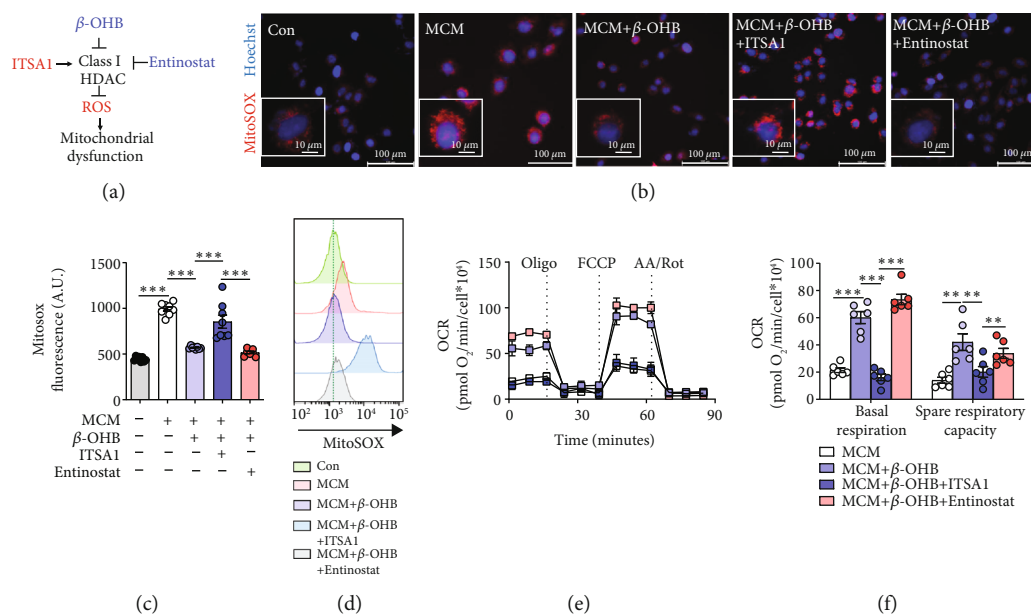 β-OHB
ITSA1
Class I
HDAC
Entinostat
ROS
Mitochondrial
dysfunction
(a)
MitoSOX Hoechst
Con
10 μm
100 μm
MCM
10 μm
100 μm
MCM+β-OHB
10 μm
100 μm
MCM+β-OHB
+ITSA1
10 μm
100 μm
MCM+β-OHB
+Entinostat
10 μm
100 μm
(b)
Mitosox
fluorescence (A.U.)
1500
1000
500
0
***
***
***
***
MCM − + + + +
β-OHB − − + + +
ITSA1 − − − + −
Entinostat − − − − +
(c)
10² 10³ 10⁴ 10⁵
MitoSOX
Con
MCM
MCM+β-OHB
MCM+β-OHB
+ITSA1
MCM+β-OHB
+Entinostat
(d)
OCR
(pmol O₂/min/cell*10⁴)
150
100
50
0
Oligo FCCP AA/Rot
0 20 40 60 80
Time (minutes)
(e)
OCR
(pmol O₂/min/cell*10⁴)
100
80
60
40
20
0
***
***
***
**
**
**
Basal
respiration
Spare respiratory
capacity
MCM
MCM+β-OHB
MCM+β-OHB+ITSA1
MCM+β-OHB+Entinostat
(f)